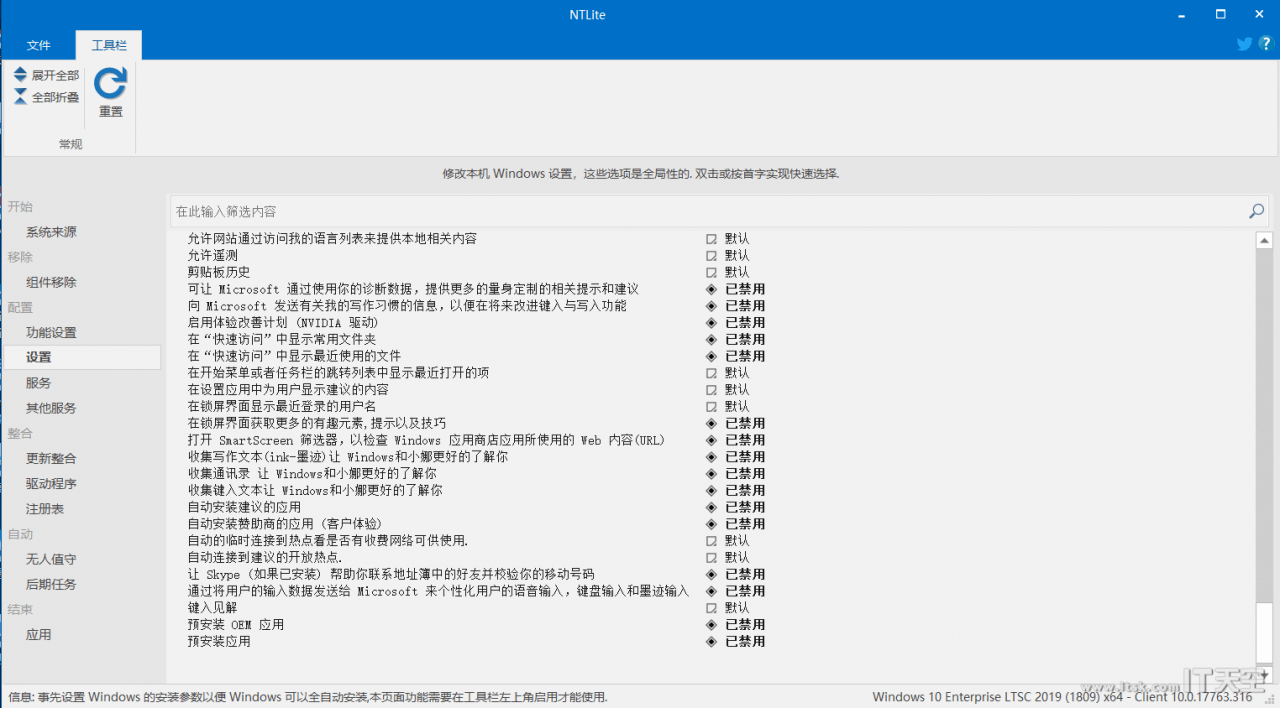 NTLite
文件
工具栏
展开全部
全部折叠
重置
常规
修改本机 Windows 设置，这些选项是全局性的. 双击或按首字实现快速选择.
开始
系统来源
移除
组件移除
配置
功能设置
设置
服务
其他服务
整合
更新整合
驱动程序
注册表
自动
无人值守
后期任务
结束
应用
在此输入筛选内容
允许网站通过访问我的语言列表来提供本地相关内容 默认
允许遥测 默认
剪贴板历史 默认
可让 Microsoft 通过使用你的诊断数据，提供更多的量身定制的相关提示和建议 已禁用
向 Microsoft 发送有关我的写作习惯的信息，以便在将来改进键入与写入功能 已禁用
启用体验改善计划 (NVIDIA 驱动) 已禁用
在“快速访问”中显示常用文件夹 已禁用
在“快速访问”中显示最近使用的文件 已禁用
在开始菜单或者任务栏的跳转列表中显示最近打开的项 默认
在设置应用中为用户显示建议的内容 默认
在锁屏界面显示最近登录的用户名 默认
在锁屏界面获取更多的有趣元素,提示以及技巧 已禁用
打开 SmartScreen 筛选器，以检查 Windows 应用商店应用所使用的 Web 内容(URL) 已禁用
收集写作文本(ink-墨迹)让 Windows和小娜更好的了解你 已禁用
收集通讯录 让 Windows和小娜更好的了解你 已禁用
收集键入文本让 Windows和小娜更好的了解你 已禁用
自动安装建议的应用 已禁用
自动安装赞助商的应用 (客户体验) 已禁用
自动的临时连接到热点看是否有收费网络可供使用. 默认
自动连接到建议的开放热点. 默认
让 Skype (如果已安装) 帮助你联系地址簿中的好友并校验你的移动号码 已禁用
通过将用户的输入数据发送给 Microsoft 来个性化用户的语音输入，键盘输入和墨迹输入 已禁用
键入见解 默认
预安装 OEM 应用 已禁用
预安装应用 已禁用
信息: 事先设置 Windows 的安装参数以便 Windows 可以全自动安装,本页面功能需要在工具栏左上角启用才能使用.
Windows 10 Enterprise LTSC 2019 (1809) x64 - Client 10.0.17763.316
www.itsk.com IT天空